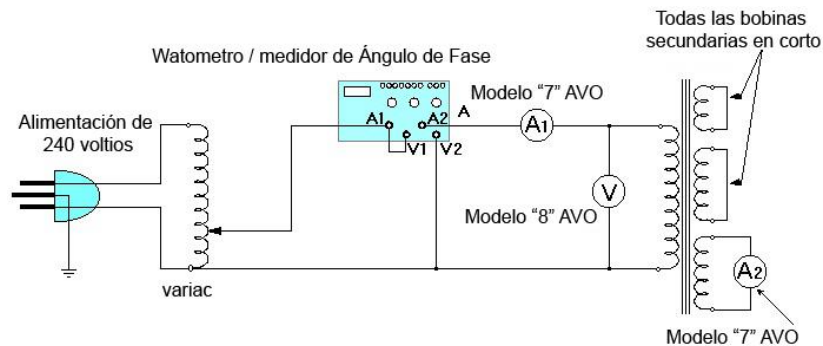 Todas las bobinas
secundarias en corto
Watometro / medidor de Ángulo de Fase
Modelo “7” AVO
Alimentación de
240 voltios
A1
A2
A
V1
V2
A1
V
Modelo “8” AVO
A2
variac
Modelo “7” AVO